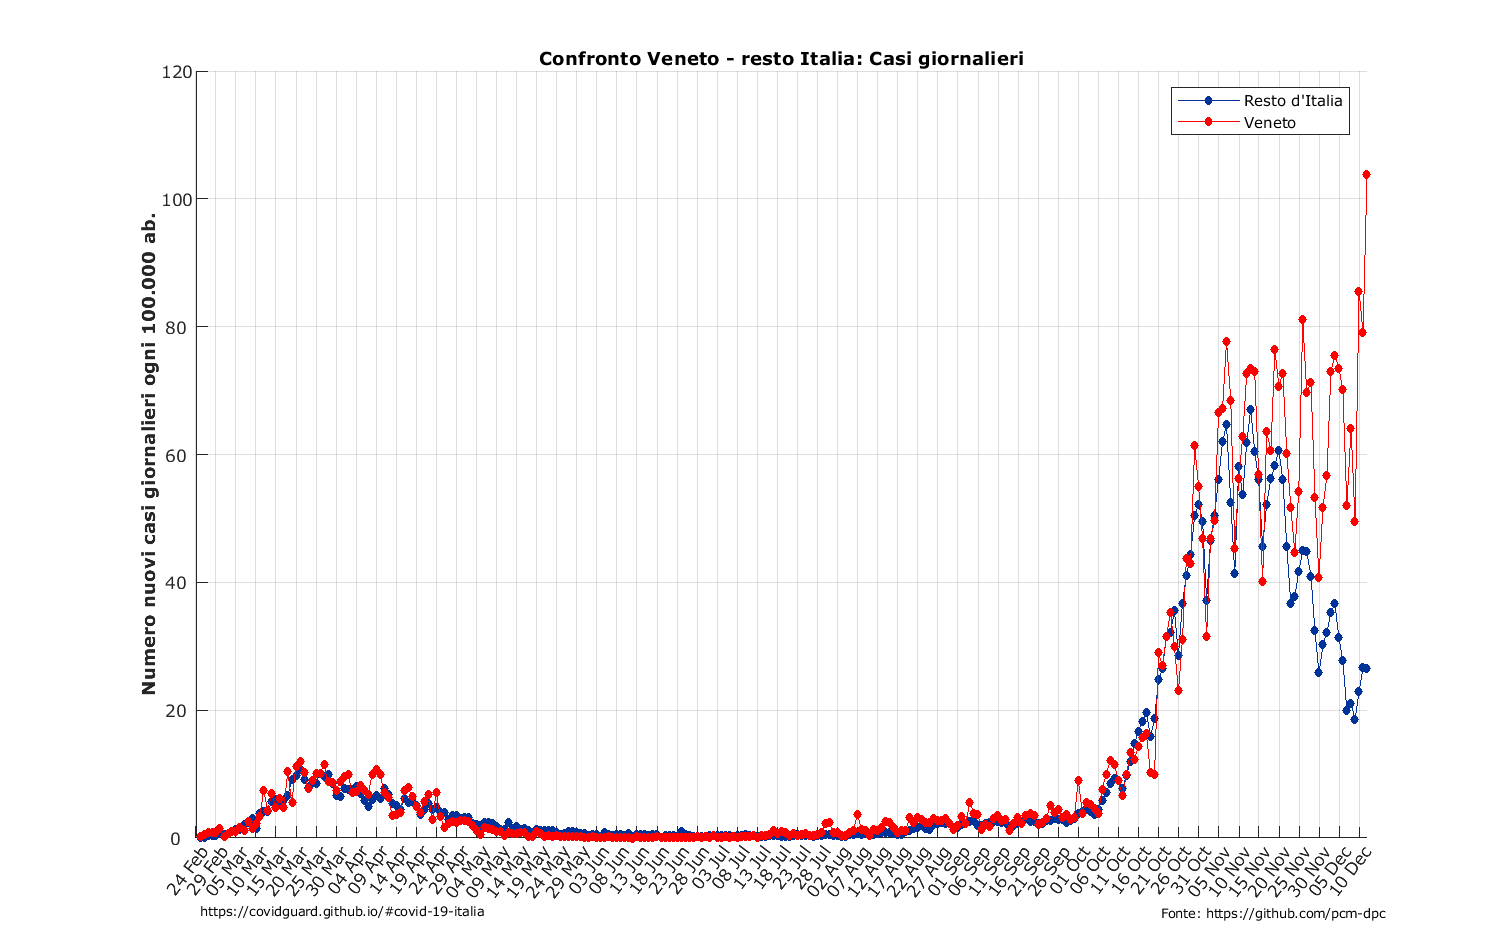 Confronto Veneto - resto Italia: Casi giornalieri
Resto d'Italia
Veneto
Numero nuovi casi giornalieri ogni 100.000 ab.
120
100
80
60
40
20
0
24 Feb
29 Feb
05 Mar
10 Mar
15 Mar
20 Mar
25 Mar
30 Mar
04 Apr
09 Apr
14 Apr
19 Apr
24 Apr
29 Apr
04 May
09 May
14 May
19 May
24 May
29 May
03 Jun
08 Jun
13 Jun
18 Jun
23 Jun
28 Jun
03 Jul
08 Jul
13 Jul
18 Jul
23 Jul
28 Jul
02 Aug
07 Aug
12 Aug
17 Aug
22 Aug
27 Aug
01 Sep
06 Sep
11 Sep
16 Sep
21 Sep
26 Sep
01 Oct
06 Oct
11 Oct
16 Oct
21 Oct
26 Oct
31 Oct
05 Nov
10 Nov
15 Nov
20 Nov
25 Nov
30 Nov
05 Dec
10 Dec
https://covidguard.github.io/#covid-19-italia
Fonte: https://github.com/pcm-dpc